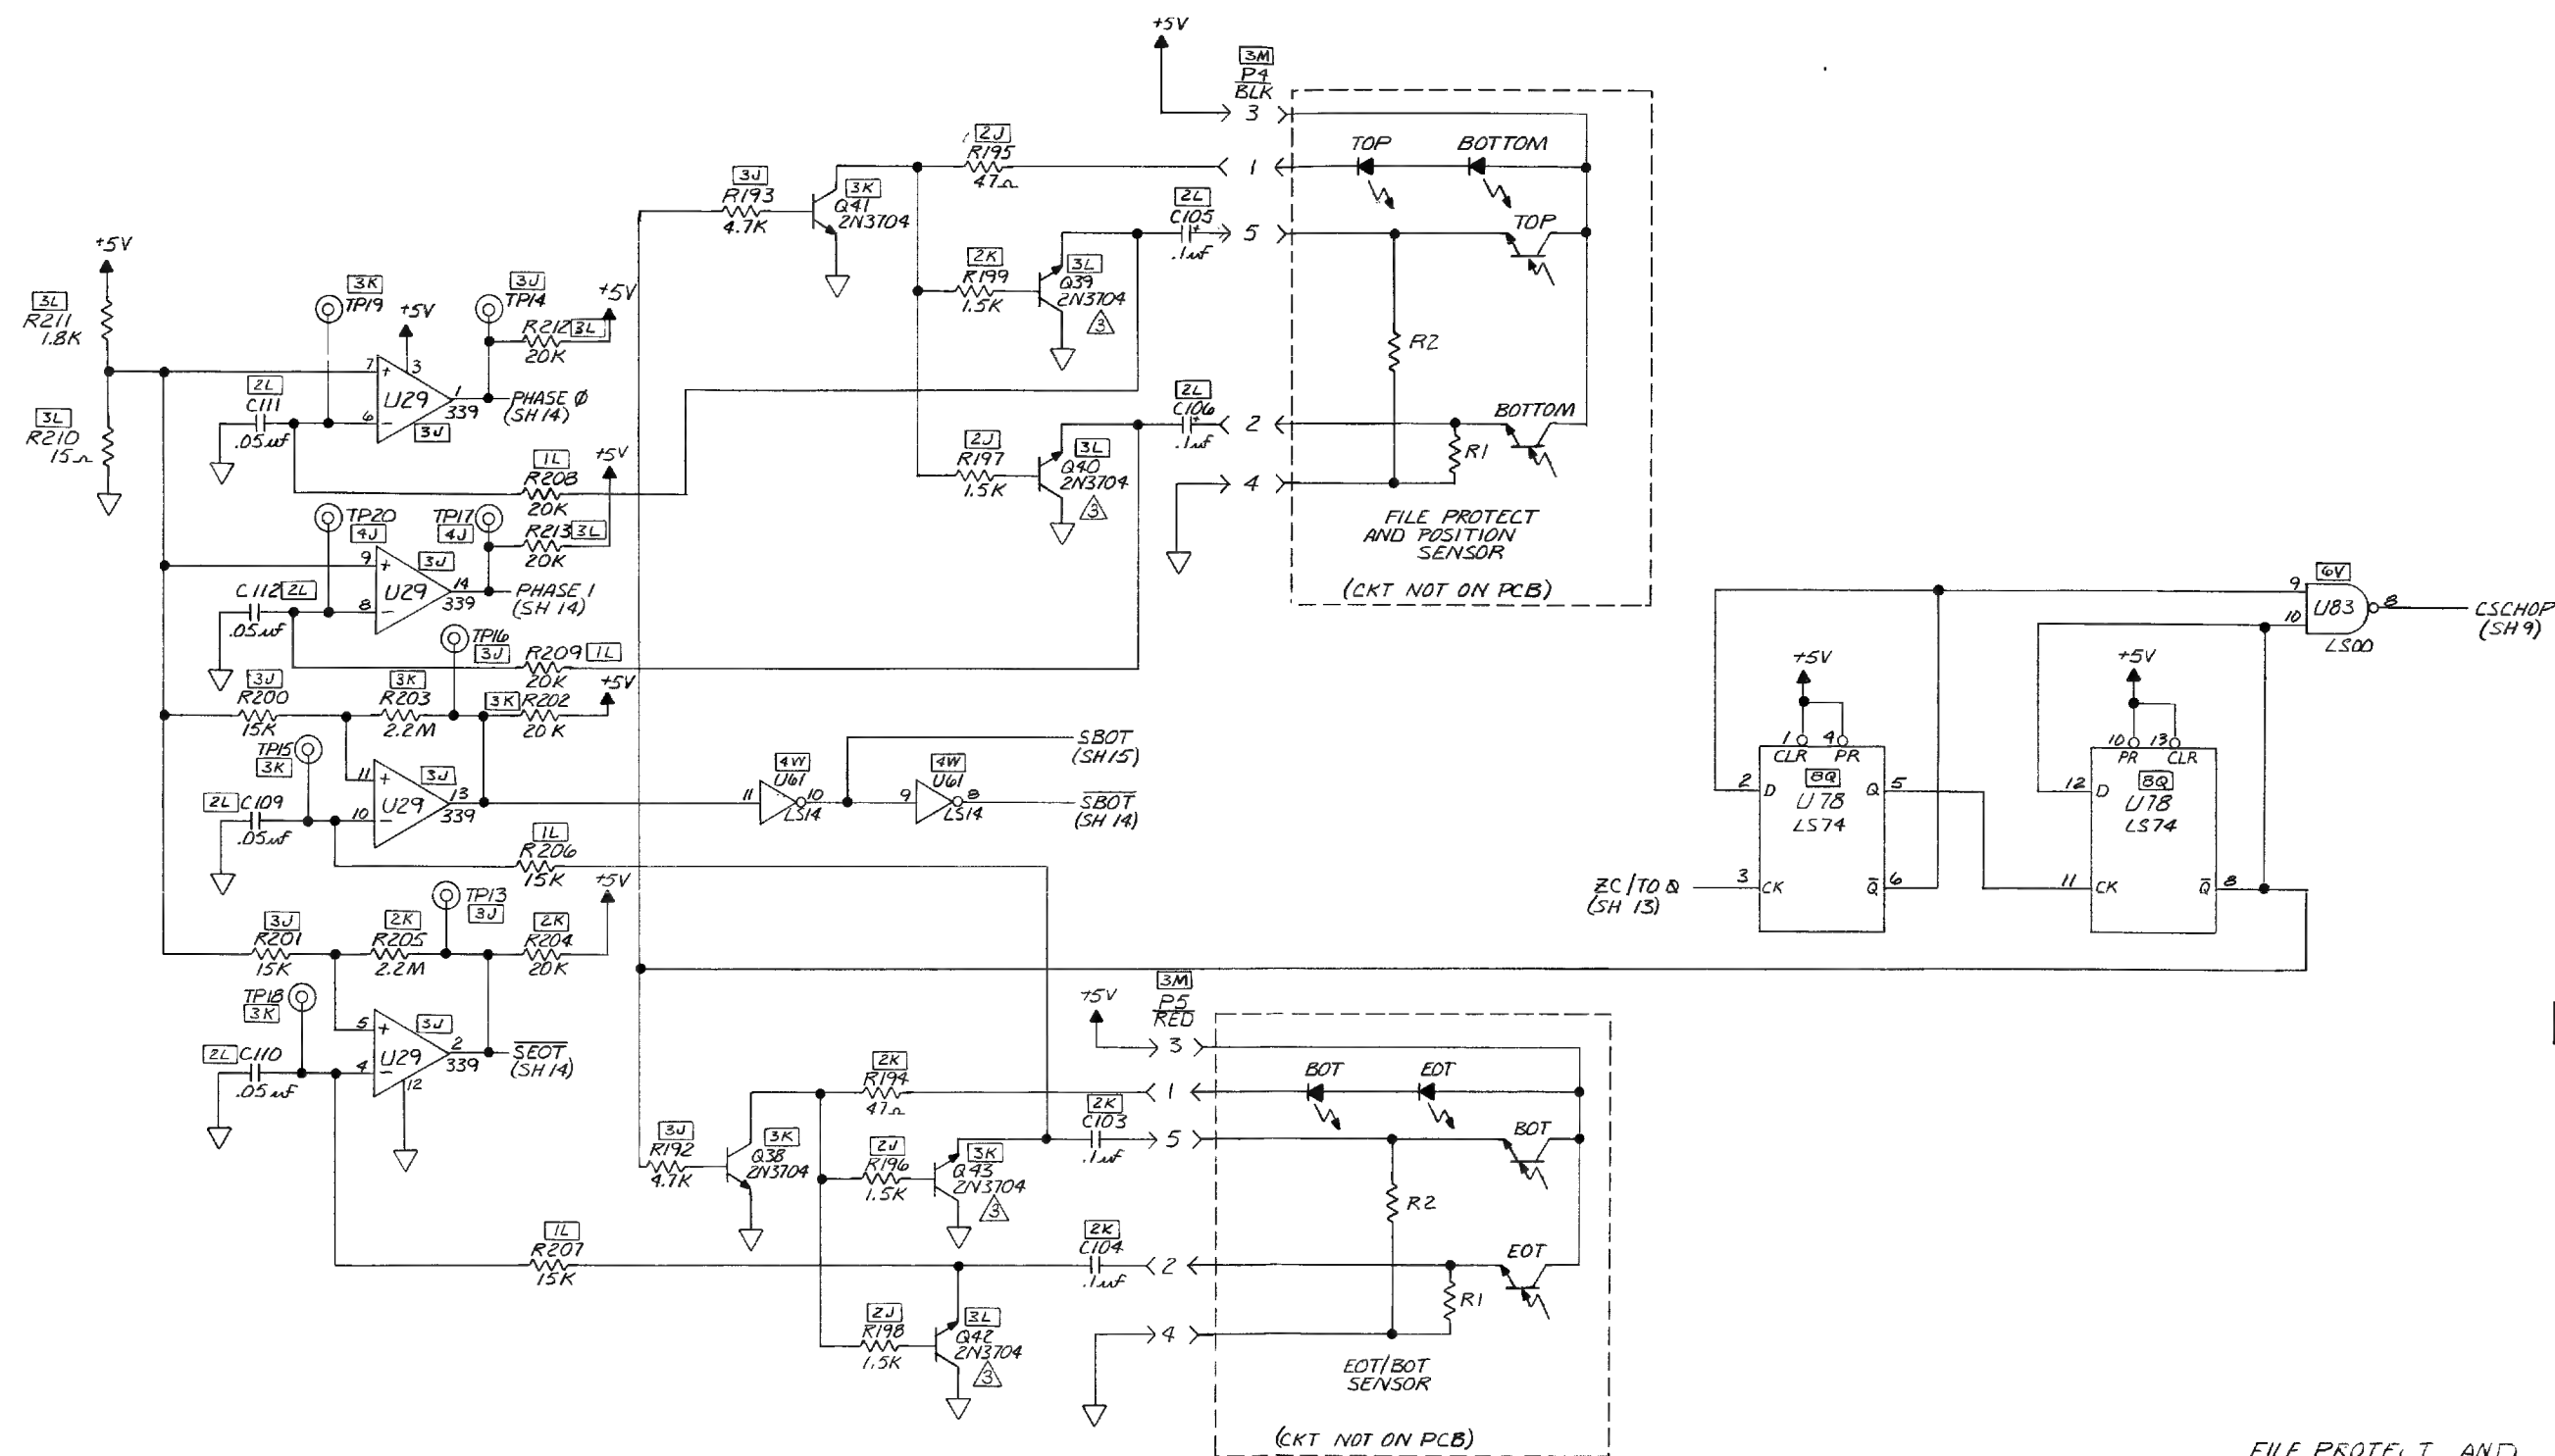 +5V
3M
P4
BLK
3
2J
R195
47Ω
1
TOP
BOTTOM
3J
R193
4.7K
3K
Q41
2N3704
2L
C105
+
.1uf
5
TOP
2K
R199
1.5K
3L
Q39
2N3704
3
R2
2L
C106
+
.1uf
2
BOTTOM
R1
2J
R197
1.5K
3L
Q40
2N3704
3
4
FILE PROTECT
AND POSITION
SENSOR
(CKT NOT ON PCB)
+5V
3L
R211
1.8K
3L
R210
15Ω
3K
TP19
+5V
3J
TP14
+5V
R212 3L
20K
7
+
3
U29
1
339
6
-
3J
PHASE Ø
(SH 14)
2L
C111
.05uf
1L
R208
20K
+5V
TP20
4J
TP17
4J
R213 3L
20K
9
+
3J
U29
14
339
8
-
PHASE 1
(SH 14)
C112 2L
.05uf
TP16
3J
R209 1L
20K
3J
R200
15K
3K
R203
2.2M
3K R202
20K
+5V
TP15
3K
11
+
3J
U29
13
339
10
-
2L C109
.05uf
1L
R206
15K
4W
U61
11
10
LS14
SBOT
(SH 15)
4W
U61
9
8
LS14
SBOT
(SH 14)
+5V
TP13
3J
3J
R201
15K
2K
R205
2.2M
2K
R204
20K
TP18
3K
5
+
3J
U29
2
339
4
-
12
SEOT
(SH 14)
2L C110
.05uf
1L
R207
15K
3J
R192
4.7K
3K
Q38
2N3704
2K
R194
47Ω
2J
R196
1.5K
3K
Q43
2N3704
3
2J
R198
1.5K
3L
Q42
2N3704
3
+5V
3M
P5
RED
3
1
2K
C103
.1uf
5
2K
C104
.1uf
2
4
BOT
EOT
BOT
R2
EOT
R1
EOT/BOT
SENSOR
(CKT NOT ON PCB)
6V
9
10
U83
8
LS00
CSCHOP
(SH 9)
+5V
1
4
CLR
PR
8Q
2
D
U78
LS74
Q
5
3
CK
Q
6
(SH 13)
+5V
10
13
PR
CLR
8Q
12
D
U78
LS74
11
CK
Q
8
FILE PROTECT AND